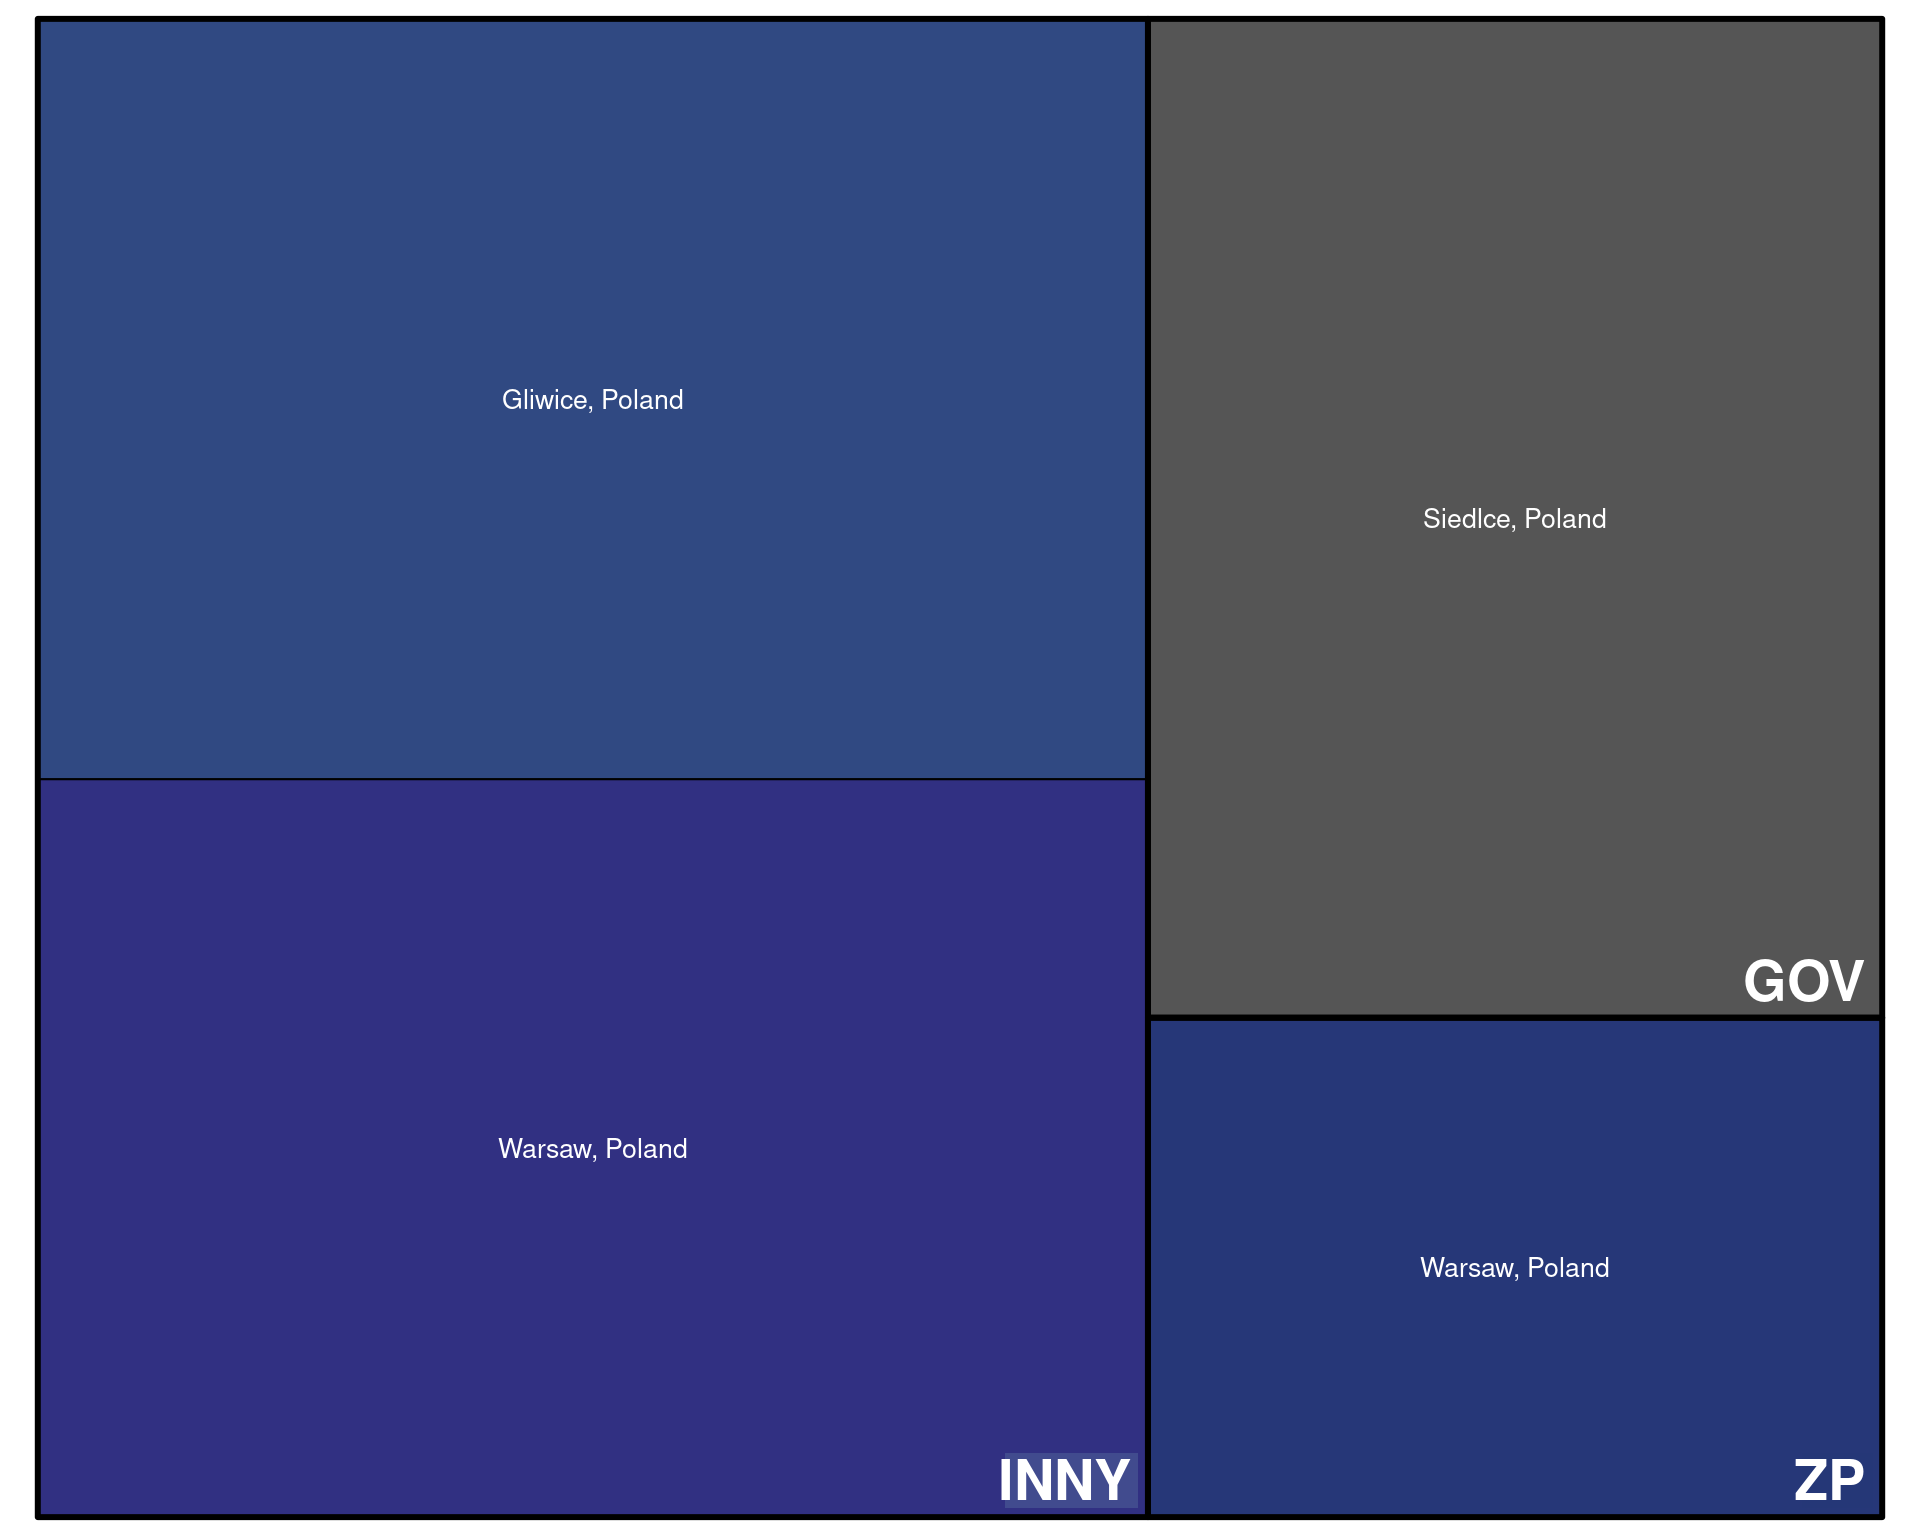 Gliwice, Poland
Warsaw, Poland
INNY
Siedlce, Poland
GOV
Warsaw, Poland
ZP